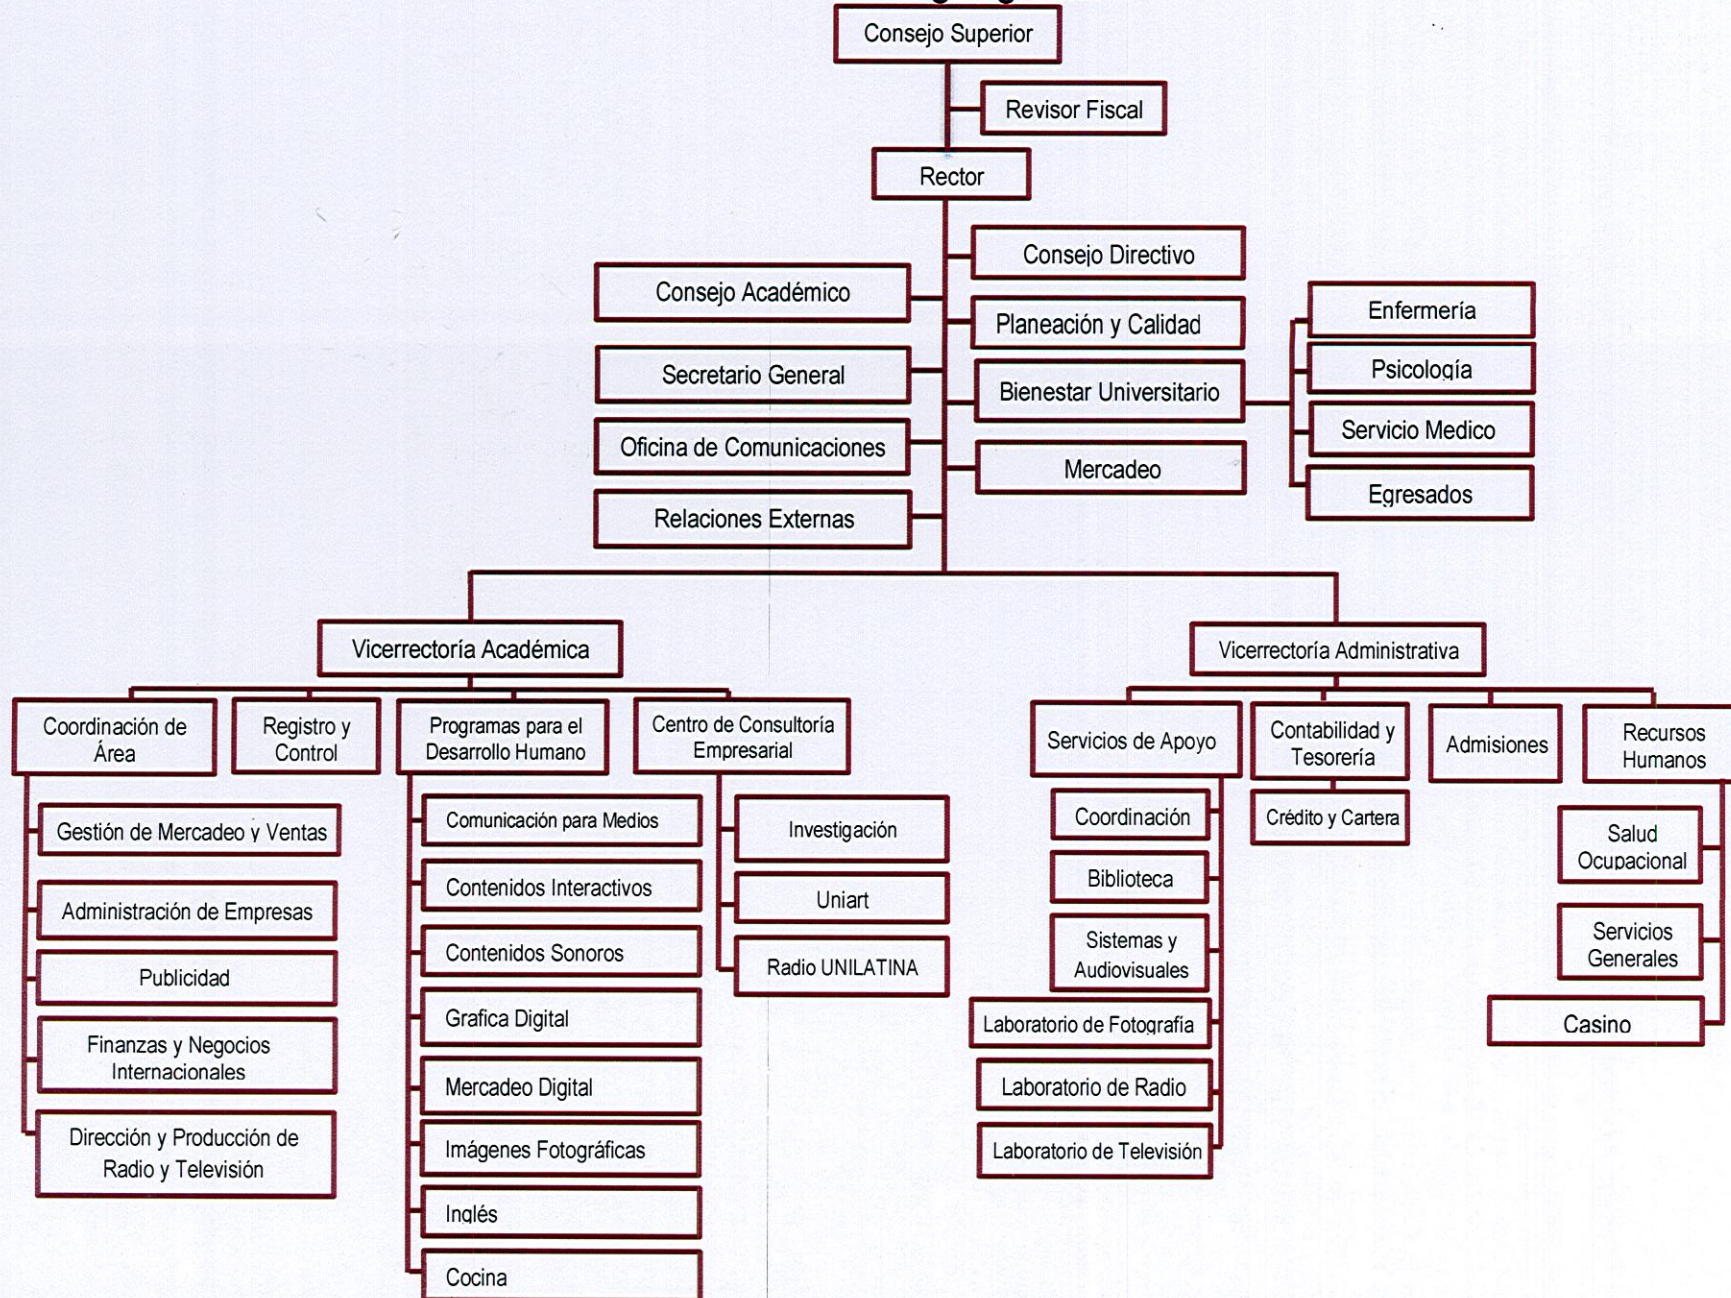 Consejo Superior
Revisor Fiscal
Rector
Consejo Directivo
Consejo Académico
Planeación y Calidad
Secretario General
Bienestar Universitario
Oficina de Comunicaciones
Mercadeo
Relaciones Externas
Enfermería
Psicología
Servicio Medico
Egresados
Vicerrectoría Académica
Vicerrectoría Administrativa
Coordinación de
Área
Registro y
Control
Programas para el
Desarrollo Humano
Centro de Consultoría
Empresarial
Servicios de Apoyo
Contabilidad y
Tesorería
Admisiones
Recursos
Humanos
Gestión de Mercadeo y Ventas
Administración de Empresas
Publicidad
Finanzas y Negocios
Internacionales
Dirección y Producción de
Radio y Televisión
Comunicación para Medios
Contenidos Interactivos
Contenidos Sonoros
Grafica Digital
Mercadeo Digital
Imágenes Fotográficas
Inglés
Cocina
Investigación
Uniart
Radio UNILATINA
Coordinación
Biblioteca
Sistemas y
Audiovisuales
Laboratorio de Fotografía
Laboratorio de Radio
Laboratorio de Televisión
Crédito y Cartera
Salud
Ocupacional
Servicios
Generales
Casino